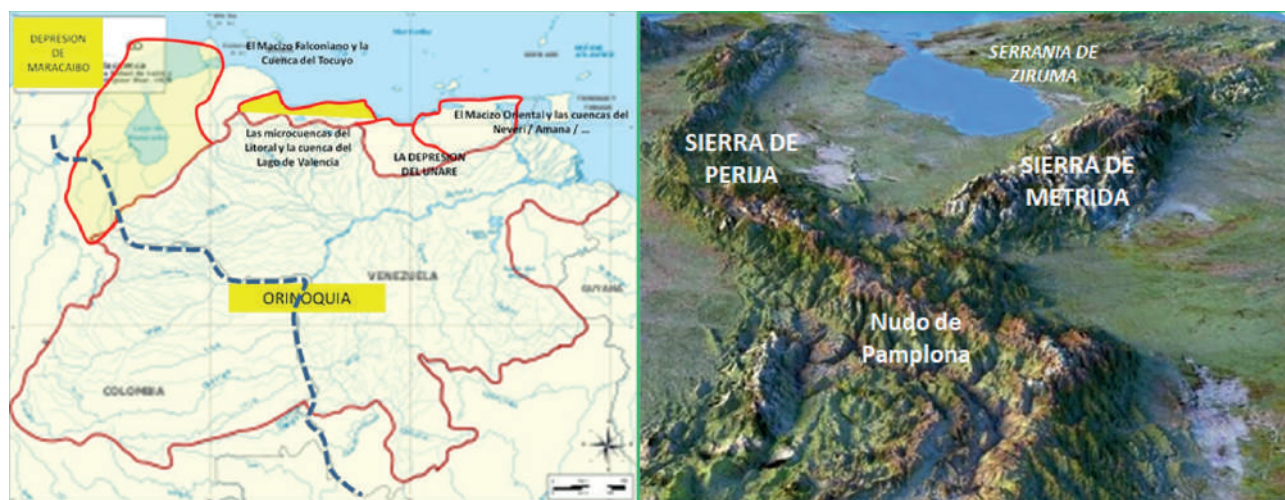 DEPRESION
DE
MARACAIBO
El Macizo Falconiano y la
Cuenca del Tocuyo
El Macizo Oriental y las cuencas del
Neverí / Amana / ...
Las microcuencas del
Litoral y la cuenca del
Lago de Valencia
LA DEPRESION
DEL UNARE
VENEZUELA
GUYANA
ORINOQUIA
COLOMBIA
SERRANIA DE
ZIRUMA
SIERRA DE
PERIJA
SIERRA DE
METRIDA
Nudo de
Pamplona